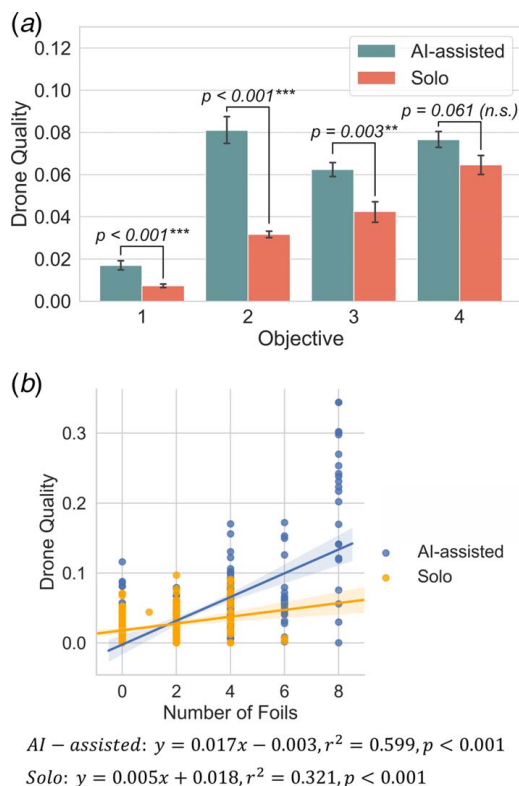 (a)
0.12
0.10
0.08
0.06
0.04
0.02
0.00
Drone Quality
AI-assisted
Solo
p < 0.001***
p < 0.001***
p = 0.003**
p = 0.061 (n.s.)
1 2 3 4
Objective
(b)
0.3
0.2
0.1
0.0
Drone Quality
AI-assisted
Solo
0 2 4 6 8
Number of Foils
AI − assisted: y = 0.017x − 0.003, r² = 0.599, p < 0.001
Solo: y = 0.005x + 0.018, r² = 0.321, p < 0.001